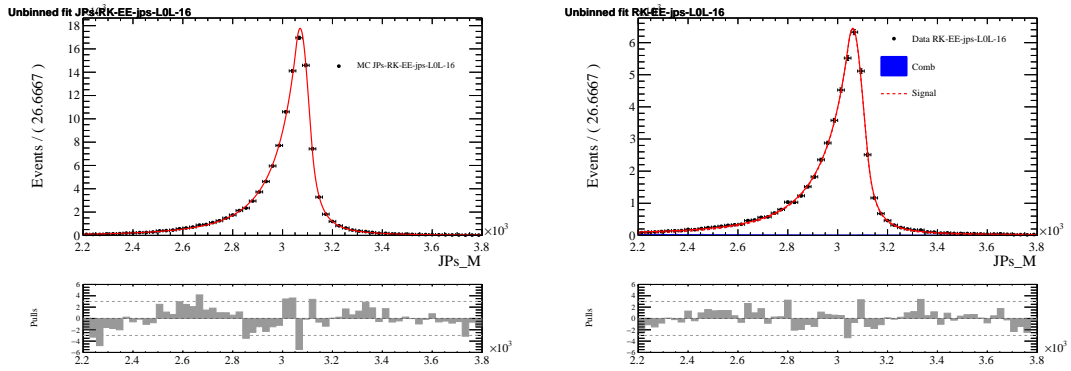 Unbinned fit JPs-RK-EE-jps-L0L-16
Events / ( 26.6667 )
18
16
14
12
10
8
6
4
2
0
MC JPs-RK-EE-jps-L0L-16
2.2 2.4 2.6 2.8 3 3.2 3.4 3.6 3.8
×10³
JPs_M
Pulls
6
4
2
0
−2
−4
−6
2.2 2.4 2.6 2.8 3 3.2 3.4 3.6 3.8
×10³
Unbinned fit RK-EE-jps-L0L-16
Events / ( 26.6667 )
6
5
4
3
2
1
0
Data RK-EE-jps-L0L-16
Comb
Signal
2.2 2.4 2.6 2.8 3 3.2 3.4 3.6 3.8
×10³
JPs_M
Pulls
6
4
2
0
−2
−4
−6
2.2 2.4 2.6 2.8 3 3.2 3.4 3.6 3.8
×10³